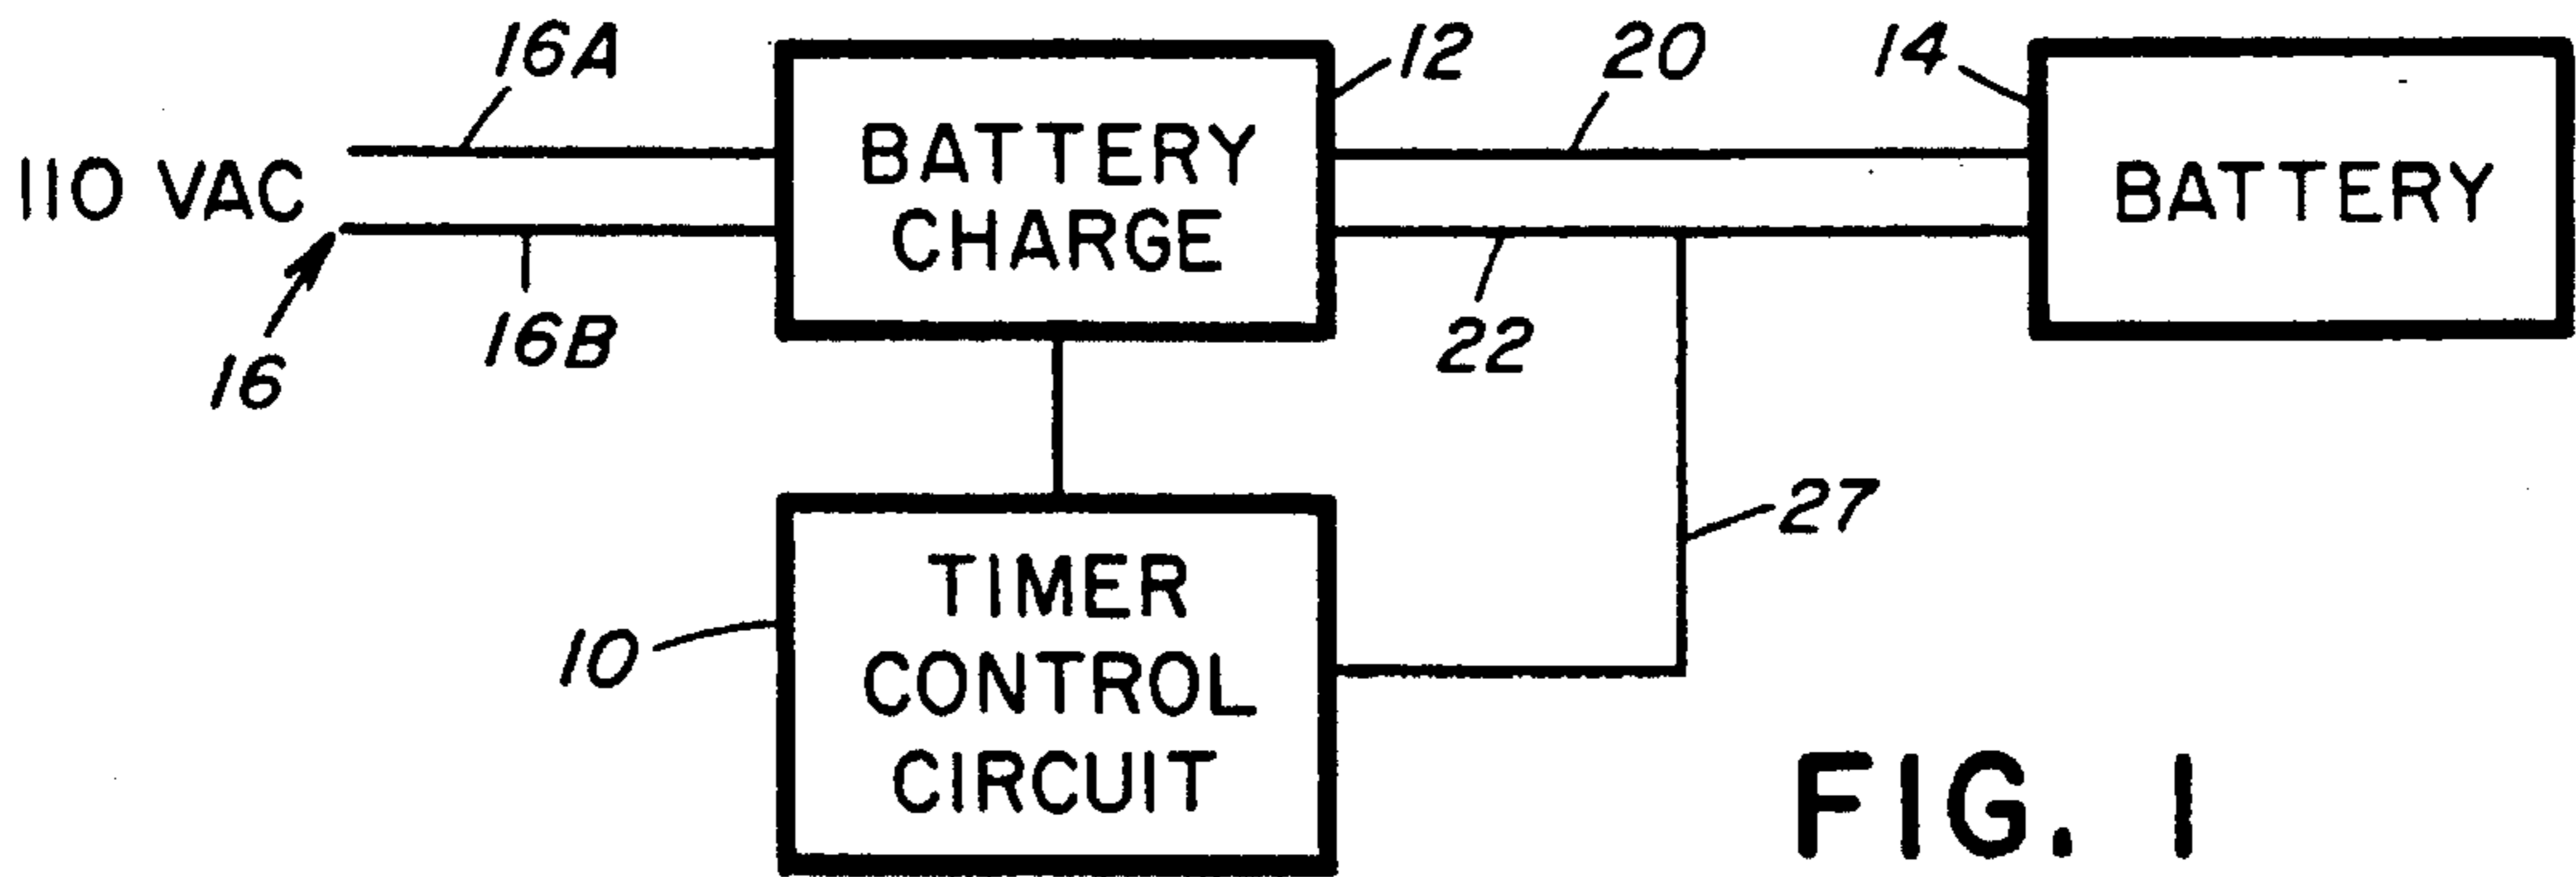 16A
12
20
14
110 VAC
BATTERY
CHARGE
BATTERY
16
16B
22
27
10
TIMER
CONTROL
CIRCUIT
FIG. 1